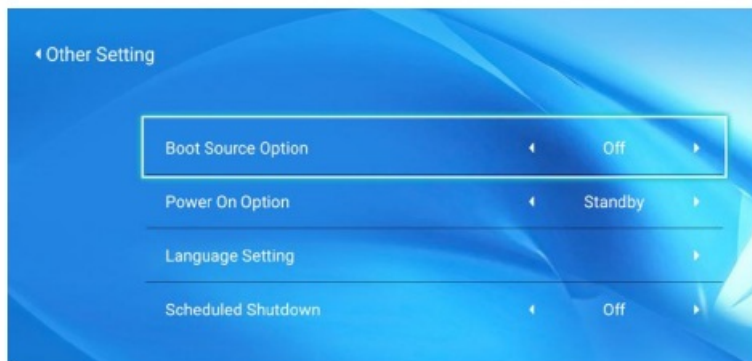 Other Setting
Boot Source Option Off
Power On Option Standby
Language Setting
Scheduled Shutdown Off